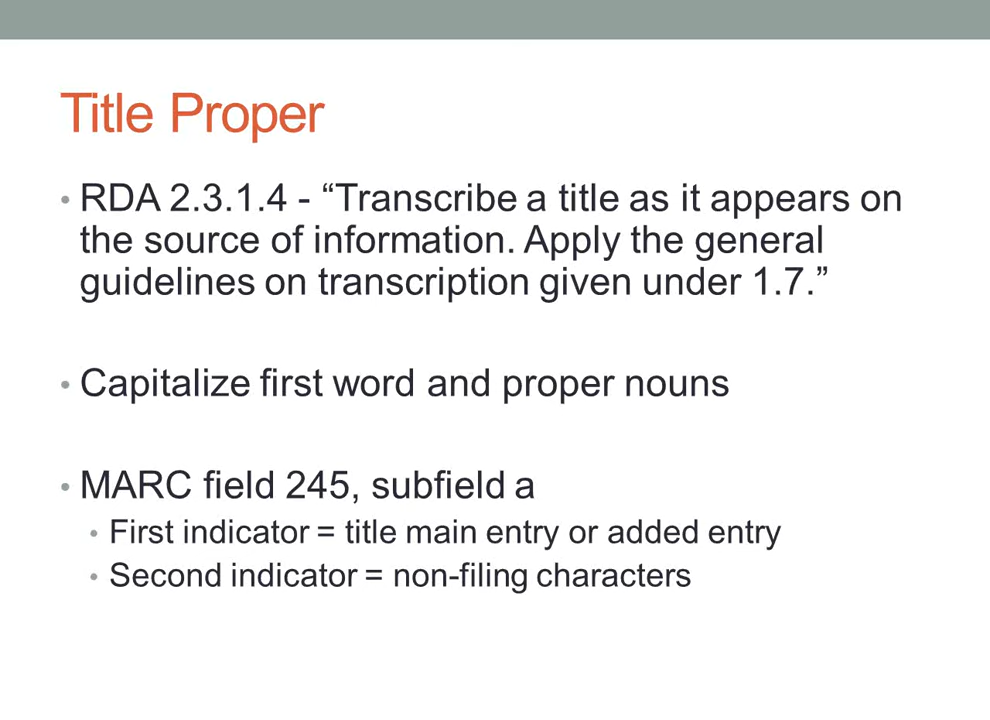 Title Proper
• RDA 2.3.1.4 - “Transcribe a title as it appears on
the source of information. Apply the general
guidelines on transcription given under 1.7.”
• Capitalize first word and proper nouns
• MARC field 245, subfield a
• First indicator = title main entry or added entry
• Second indicator = non-filing characters